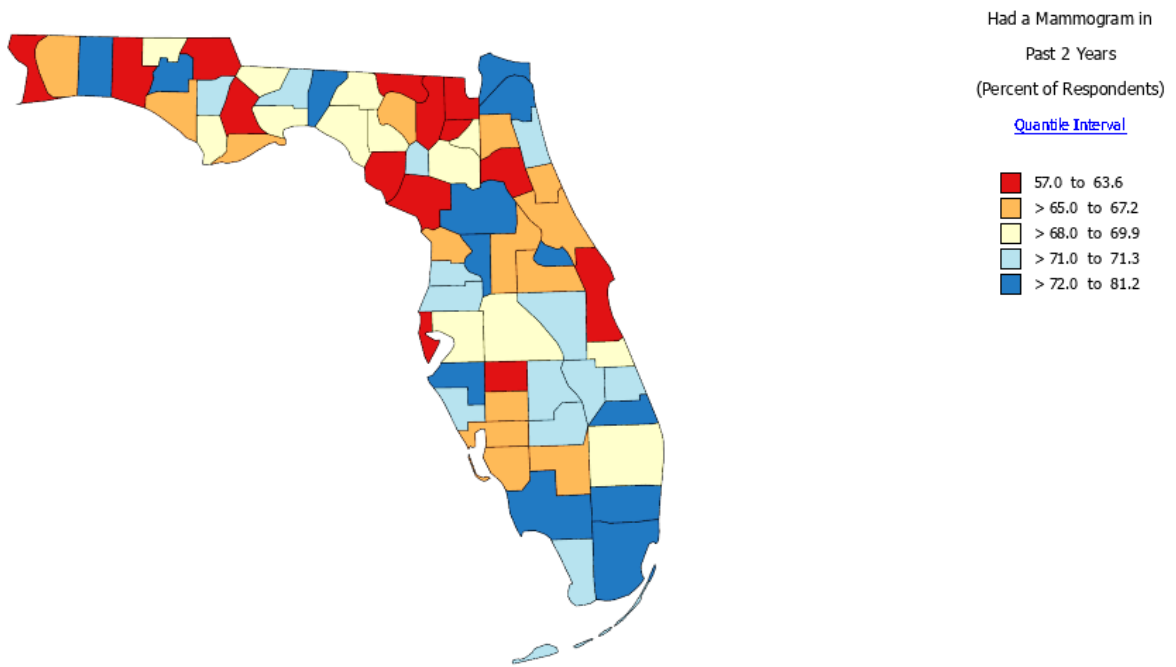 Had a Mammogram in
Past 2 Years
(Percent of Respondents)
Quantile Interval
57.0 to 63.6
> 65.0 to 67.2
> 68.0 to 69.9
> 71.0 to 71.3
> 72.0 to 81.2